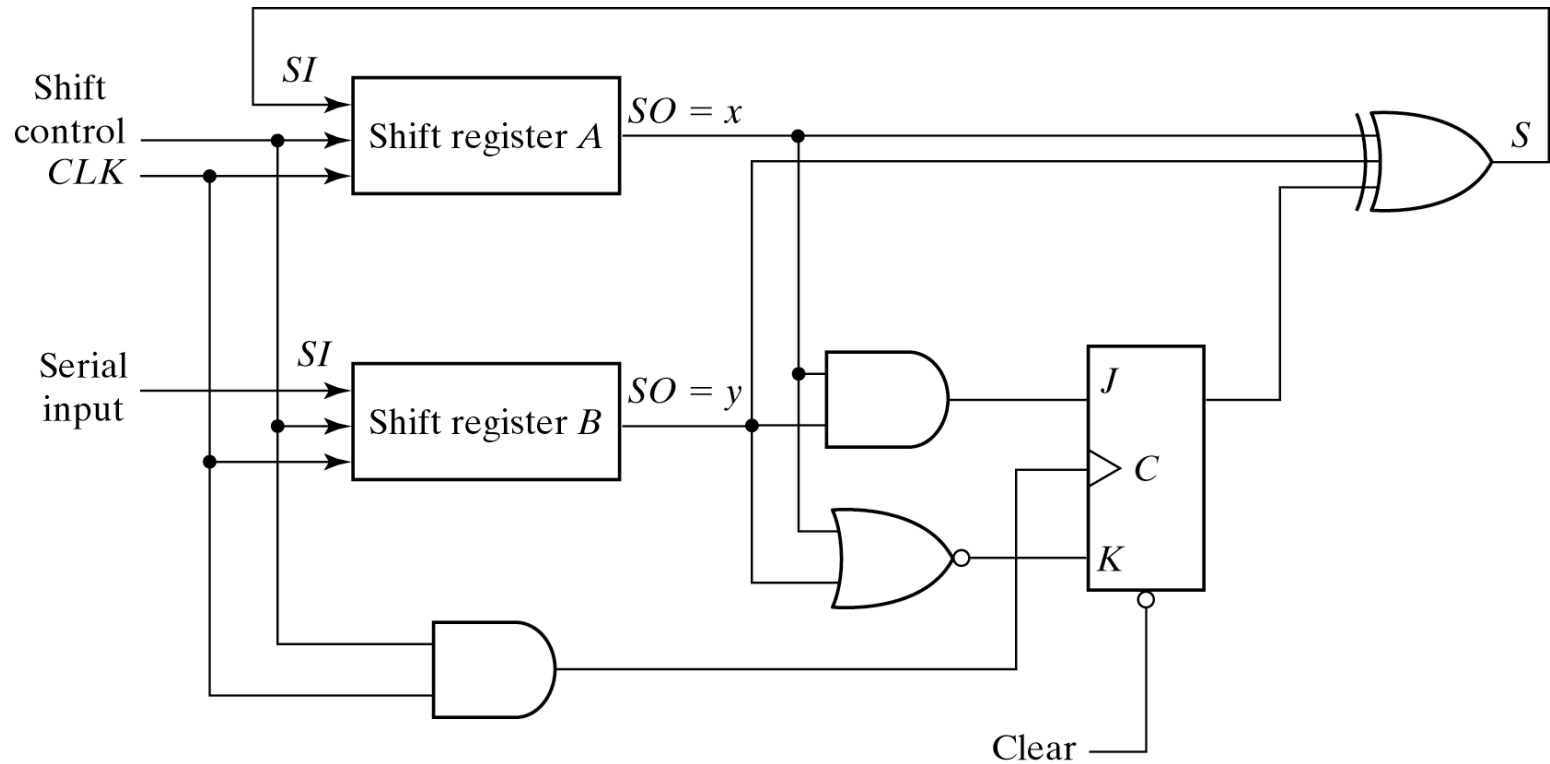 SI
Shift
control
CLK
Shift register A
SO = x
S
Serial
input
SI
Shift register B
SO = y
J
C
K
Clear